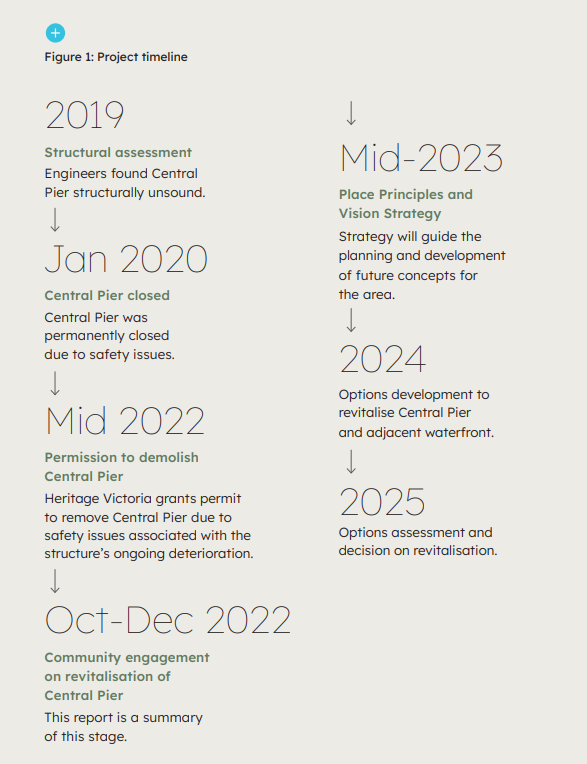 Figure 1: Project timeline
2019
Structural assessment
Engineers found Central
Pier structurally unsound.
Jan 2020
Central Pier closed
Central Pier was
permanently closed
due to safety issues.
Mid 2022
Permission to demolish
Central Pier
Heritage Victoria grants permit
to remove Central Pier due to
safety issues associated with the
structure’s ongoing deterioration.
Oct-Dec 2022
Community engagement
on revitalisation of
Central Pier
This report is a summary
of this stage.
Mid-2023
Place Principles and
Vision Strategy
Strategy will guide the
planning and development
of future concepts for
the area.
2024
Options development to
revitalise Central Pier
and adjacent waterfront.
2025
Options assessment and
decision on revitalisation.